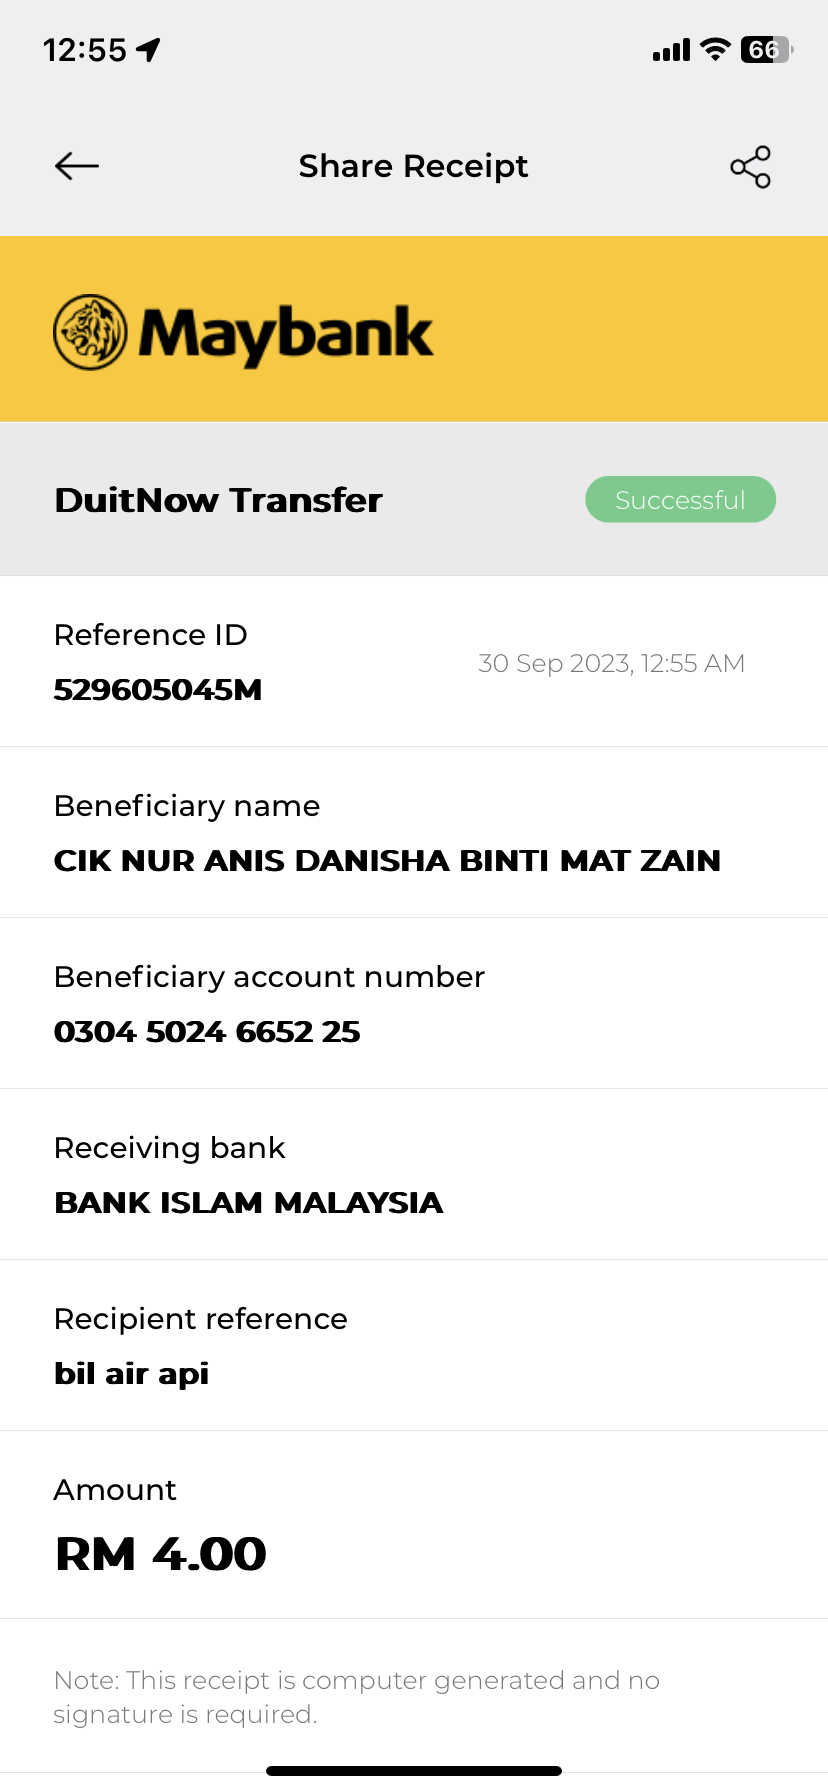 12:55
66
Share Receipt
Maybank
DuitNow Transfer
Successful
Reference ID
30 Sep 2023, 12:55 AM
529605045M
Beneficiary name
CIK NUR ANIS DANISHA BINTI MAT ZAIN
Beneficiary account number
0304 5024 6652 25
Receiving bank
BANK ISLAM MALAYSIA
Recipient reference
bil air api
Amount
RM 4.00
Note: This receipt is computer generated and no
signature is required.